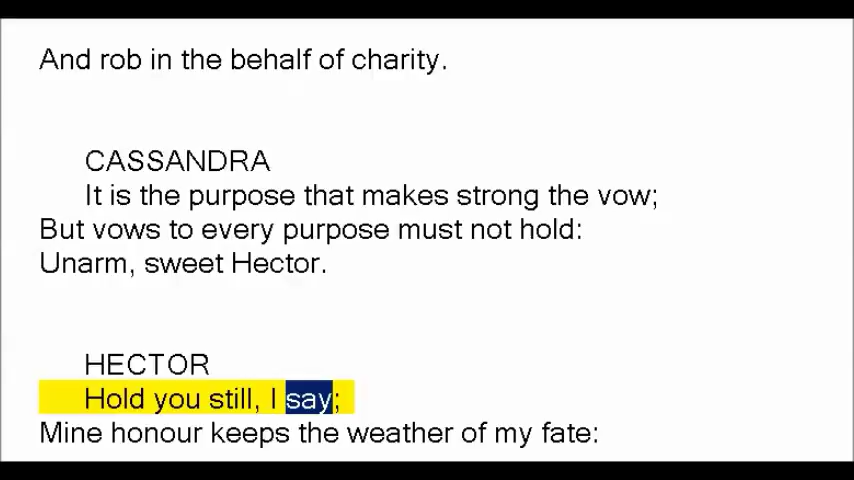 And rob in the behalf of charity.
CASSANDRA
It is the purpose that makes strong the vow;
But vows to every purpose must not hold:
Unarm, sweet Hector.
HECTOR
Hold you still, I say;
Mine honour keeps the weather of my fate: